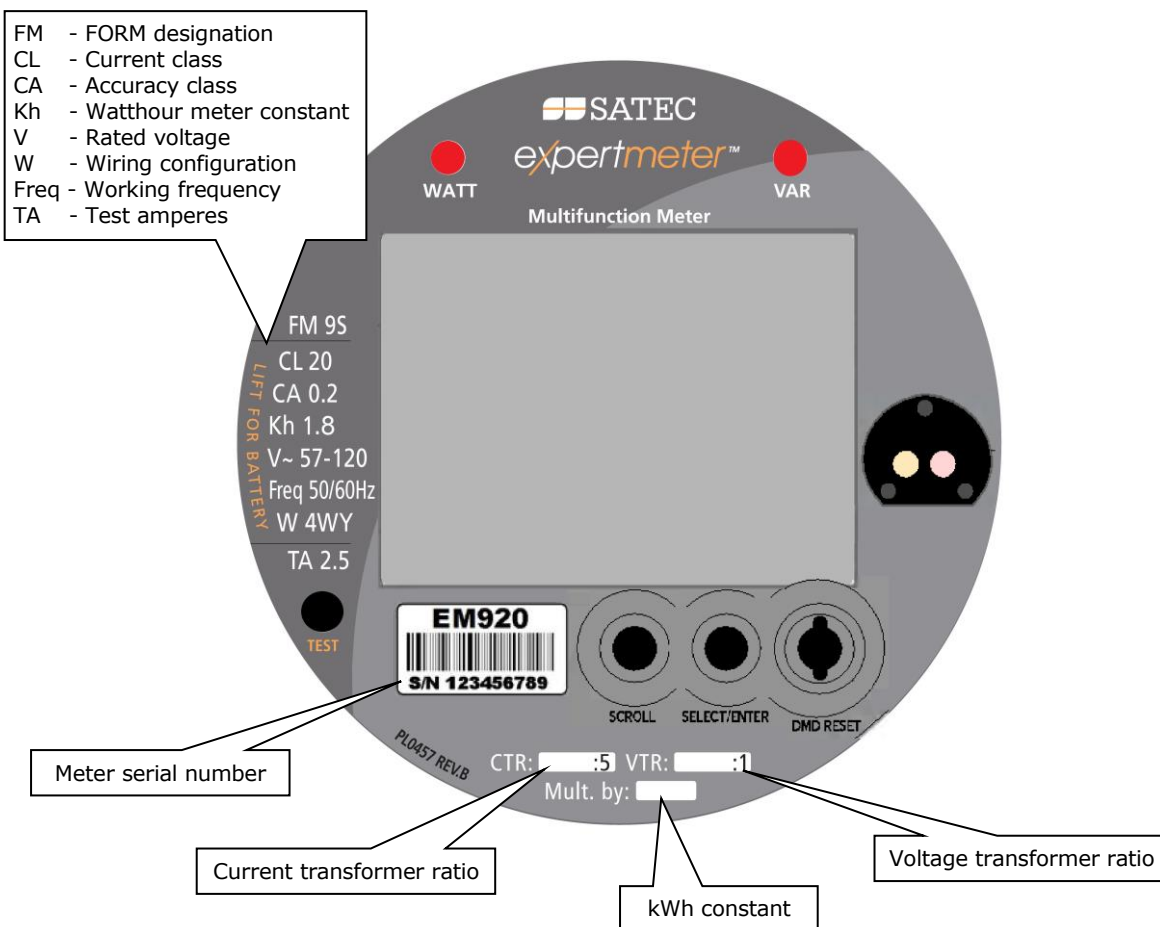 FM - FORM designation
CL - Current class
CA - Accuracy class
Kh - Watthour meter constant
V - Rated voltage
W - Wiring configuration
Freq - Working frequency
TA - Test amperes
SATEC
expertmeter™
WATT
VAR
Multifunction Meter
FM 9S
CL 20
CA 0.2
Kh 1.8
V~ 57-120
Freq 50/60Hz
W 4WY
TA 2.5
LIFT FOR BATTERY
TEST
EM920
S/N 123456789
SCROLL
SELECT/ENTER
DMD RESET
PL0457 REV.B
CTR: :5 VTR: :1
Mult. by:
Meter serial number
Current transformer ratio
Voltage transformer ratio
kWh constant